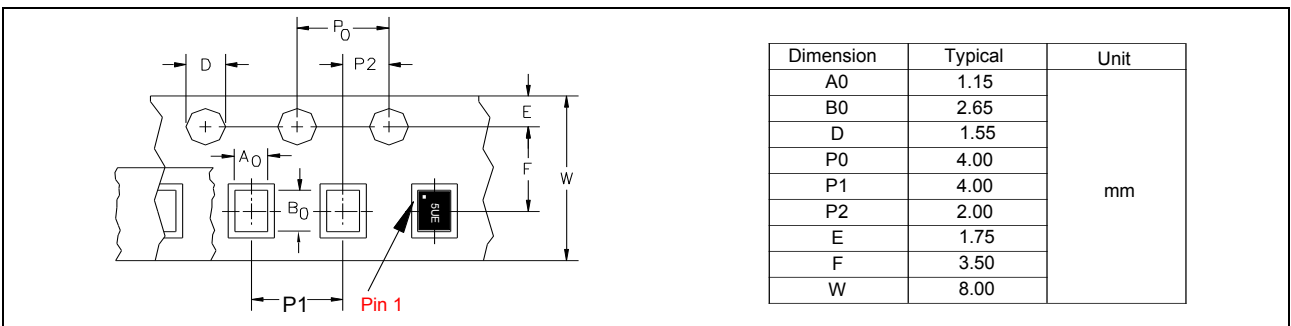 P0
D
P2
E
A0
F
W
B0
5UE
P1
Pin 1
Dimension Typical Unit
A0 1.15
B0 2.65
D 1.55
P0 4.00
P1 4.00
mm
P2 2.00
E 1.75
F 3.50
W 8.00